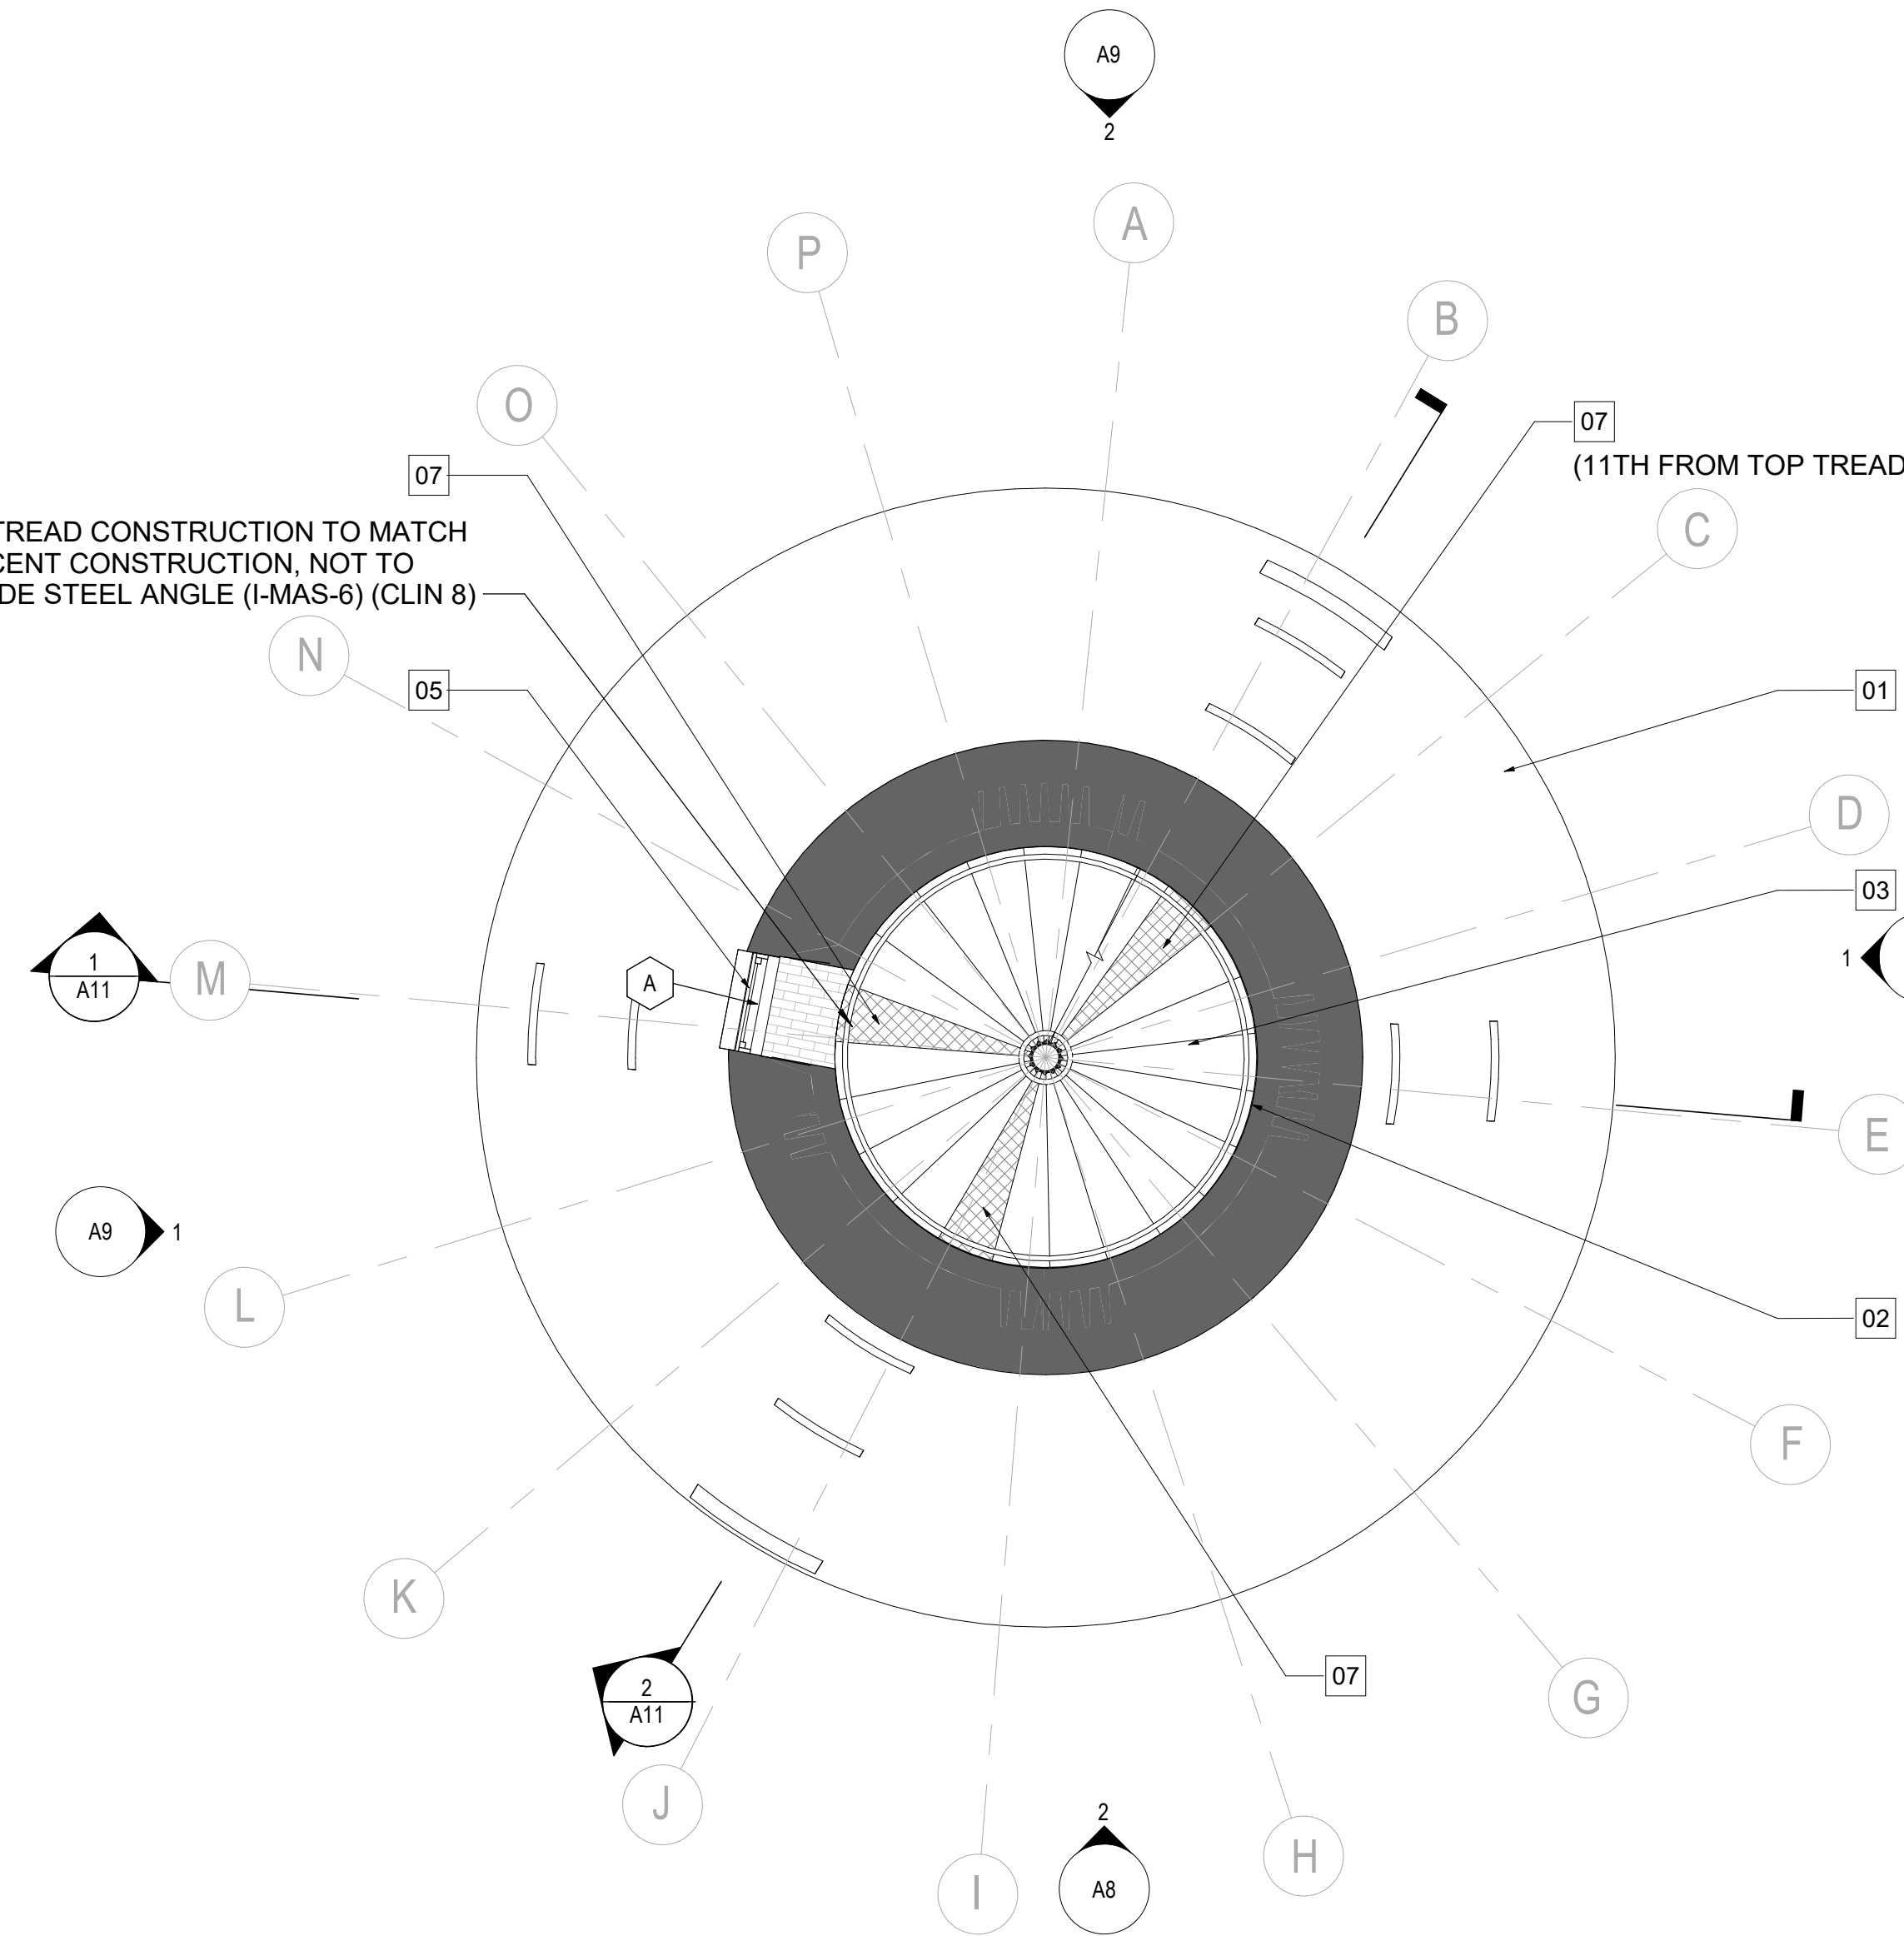 A9
2
A
P
B
O
07
(11TH FROM TOP TREAD
07
C
TREAD CONSTRUCTION TO MATCH
CENT CONSTRUCTION, NOT TO
DE STEEL ANGLE (I-MAS-6) (CLIN 8)
N
05
01
D
03
1
A11
M
A
1
E
A9
1
L
02
F
K
07
2
A11
G
J
2
H
I
A8